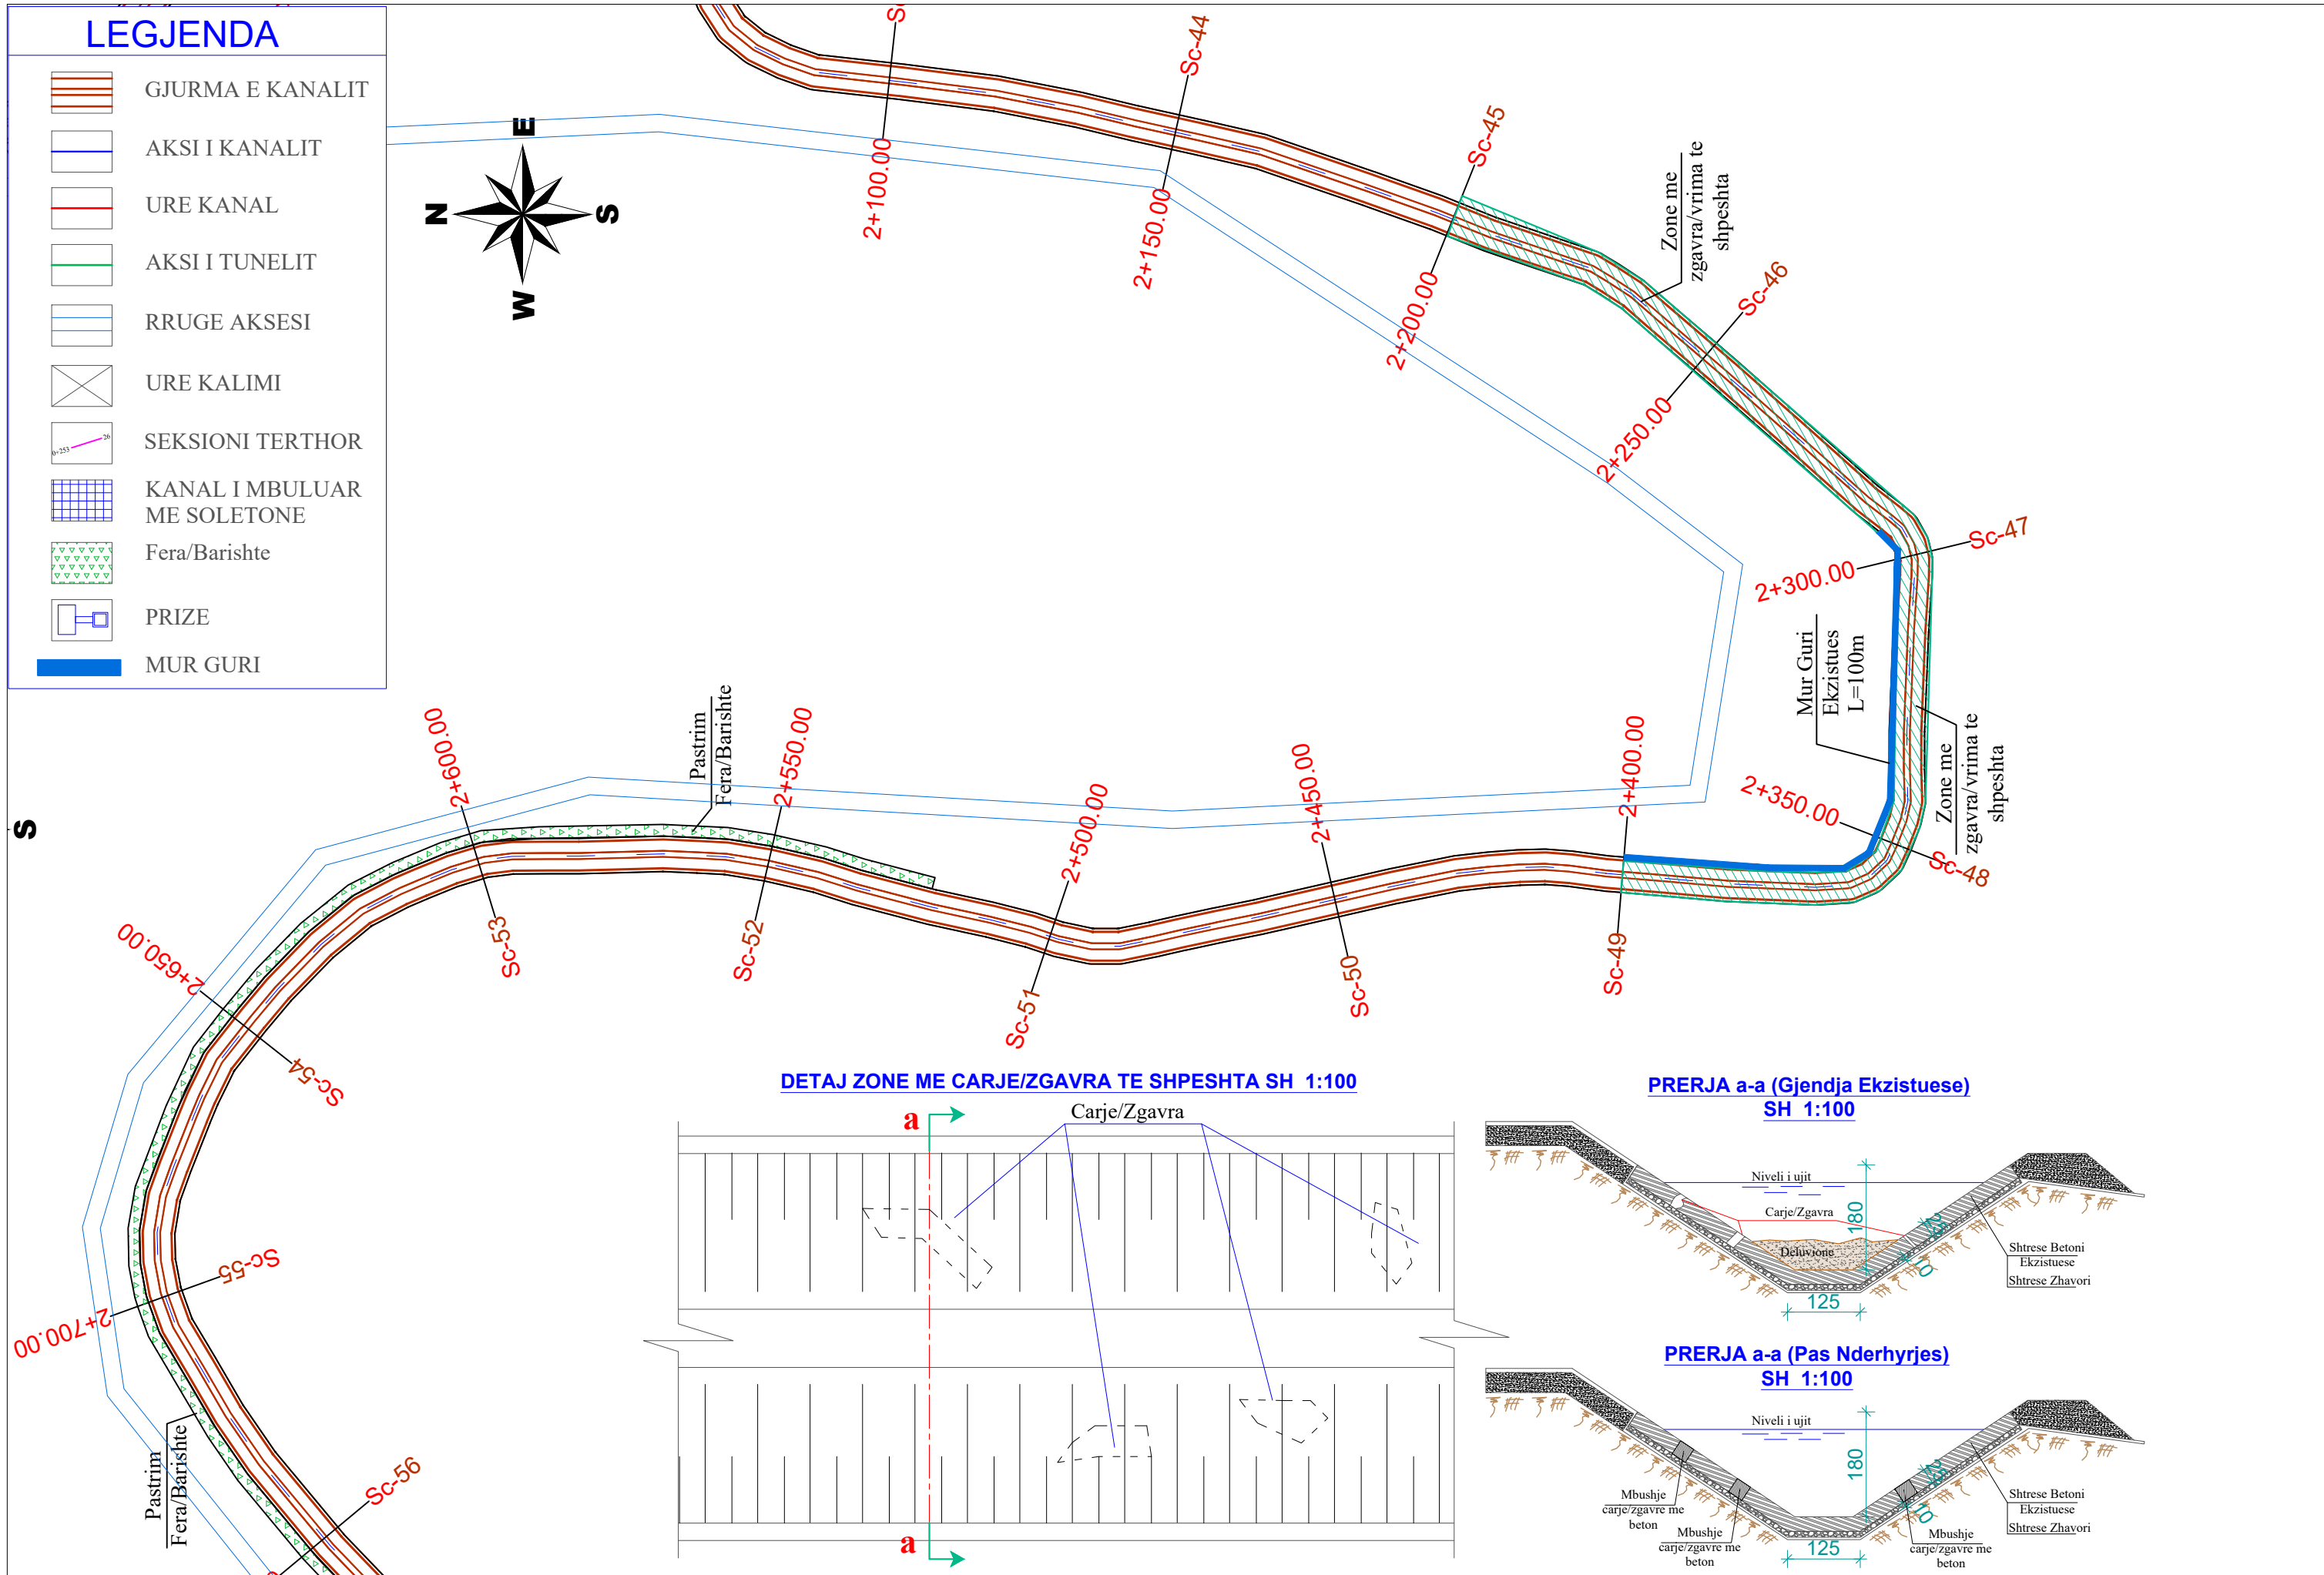 LEGJENDA
GJURMA E KANALIT
AKSI I KANALIT
URE KANAL
AKSI I TUNELIT
RRUGE AKSESI
URE KALIMI
0+253
26
SEKSIONI TERTHOR
KANAL I MBULUAR
ME SOLETONE
Fera/Barishte
PRIZE
MUR GURI
E
N
S
W
S
2+100.00
Sc-44
2+150.00
Sc-45
2+200.00
Zone me
zgavra/vrima te
shpeshta
Sc-46
2+250.00
Sc-47
2+300.00
Mur Guri
Ekzistues
L=100m
Zone me
zgavra/vrima te
shpeshta
2+350.00
Sc-48
2+400.00
Sc-49
2+450.00
Sc-50
2+500.00
Sc-51
2+550.00
Sc-52
Pastrim
Fera/Barishte
2+600.00
Sc-53
2+650.00
Sc-54
Sc-55
2+700.00
Pastrim
Fera/Barishte
Sc-56
DETAJ ZONE ME CARJE/ZGAVRA TE SHPESHTA SH 1:100
a
Carje/Zgavra
a
PRERJA a-a (Gjendja Ekzistuese)
SH 1:100
Niveli i ujit
Carje/Zgavra
Deluvione
180
10
125
Shtrese Betoni
Ekzistuese
Shtrese Zhavori
PRERJA a-a (Pas Nderhyrjes)
SH 1:100
Niveli i ujit
180
10
125
Mbushje
carje/zgavre me
beton
Mbushje
carje/zgavre me
beton
Mbushje
carje/zgavre me
beton
Shtrese Betoni
Ekzistuese
Shtrese Zhavori